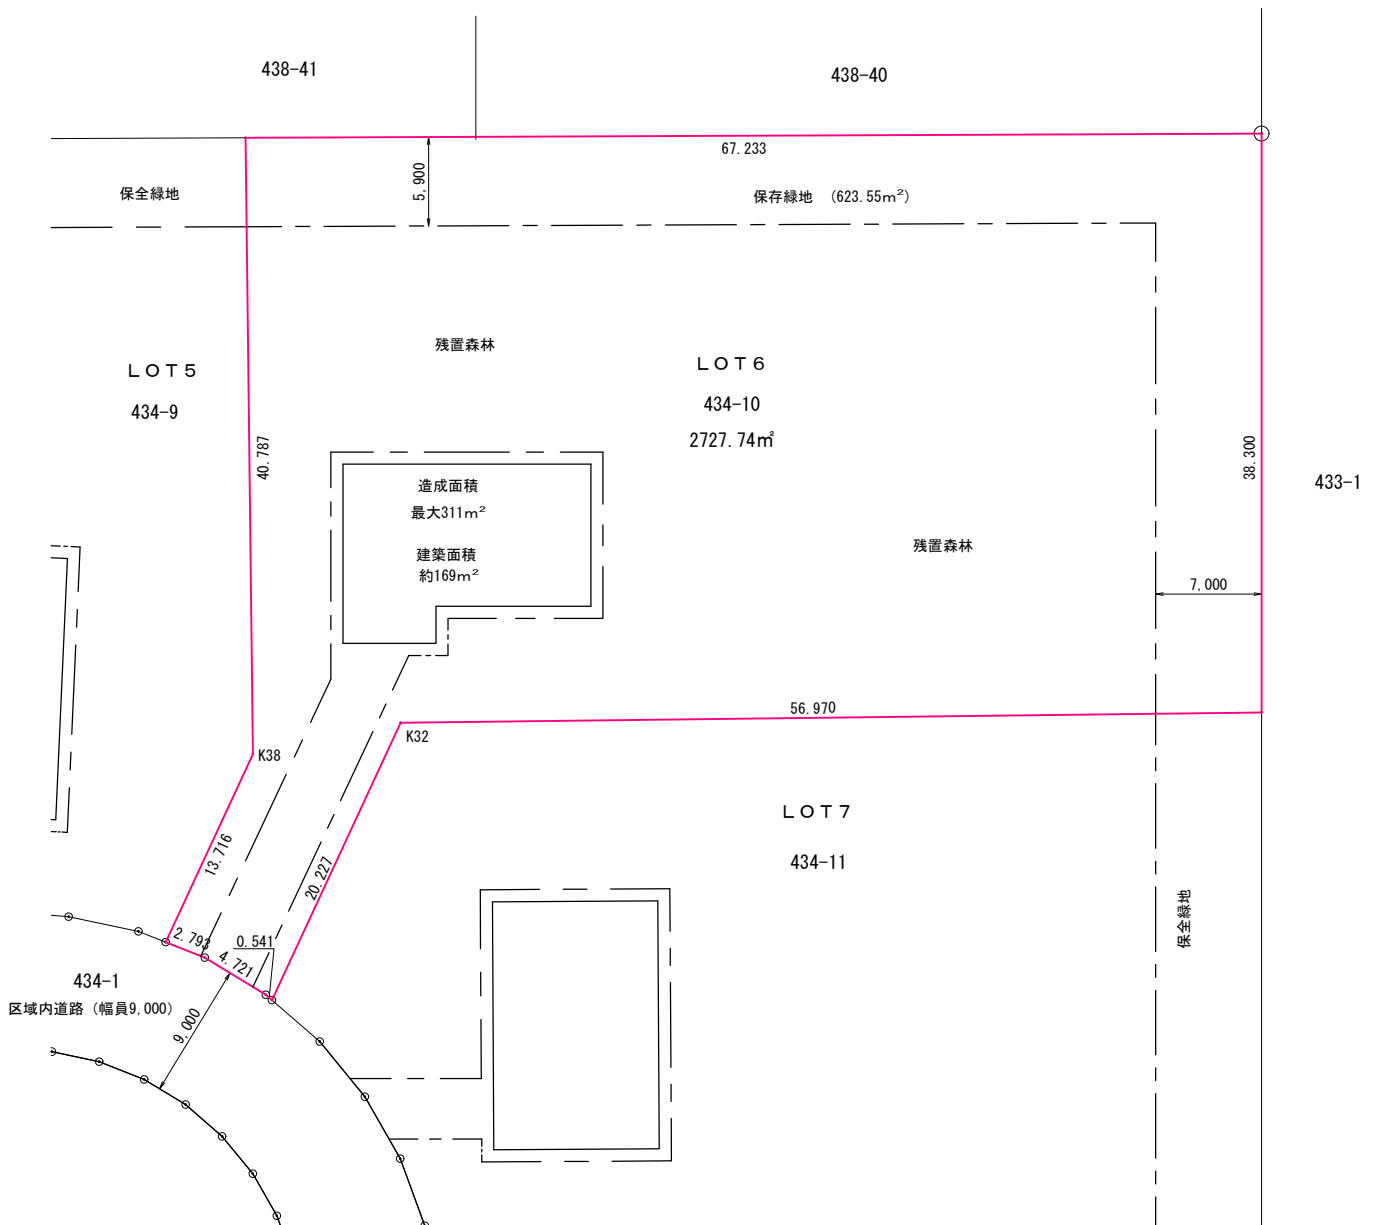 438-41
438-40
67.233
5,900
保全緑地
保存緑地 (623.55m²)
残置森林
LOT5
434-9
LOT6
434-10
2727.74㎡
40.787
38.300
433-1
造成面積
最大311m²
建築面積
約169m²
残置森林
7,000
56.970
K32
K38
LOT7
434-11
13.716
20.227
保全緑地
2.793
0.541
4.721
434-1
区域内道路（幅員9,000）
9,000